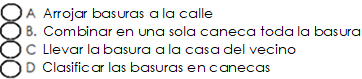 A Arrojar basuras a la calle
B. Combinar en una sola caneca toda la basura
C Llevar la basura a la casa del vecino
D Clasificar las basuras en canecas